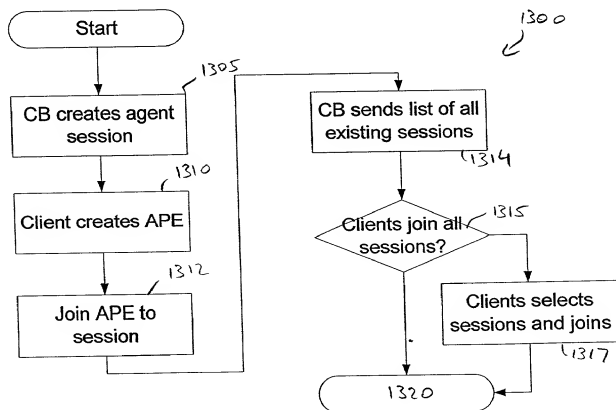 Start
1300
1305
CB creates agent
session
1310
Client creates APE
1312
Join APE to
session
CB sends list of all
existing sessions
1314
Clients join all
sessions?
1315
Clients selects
sessions and joins
1317
1320